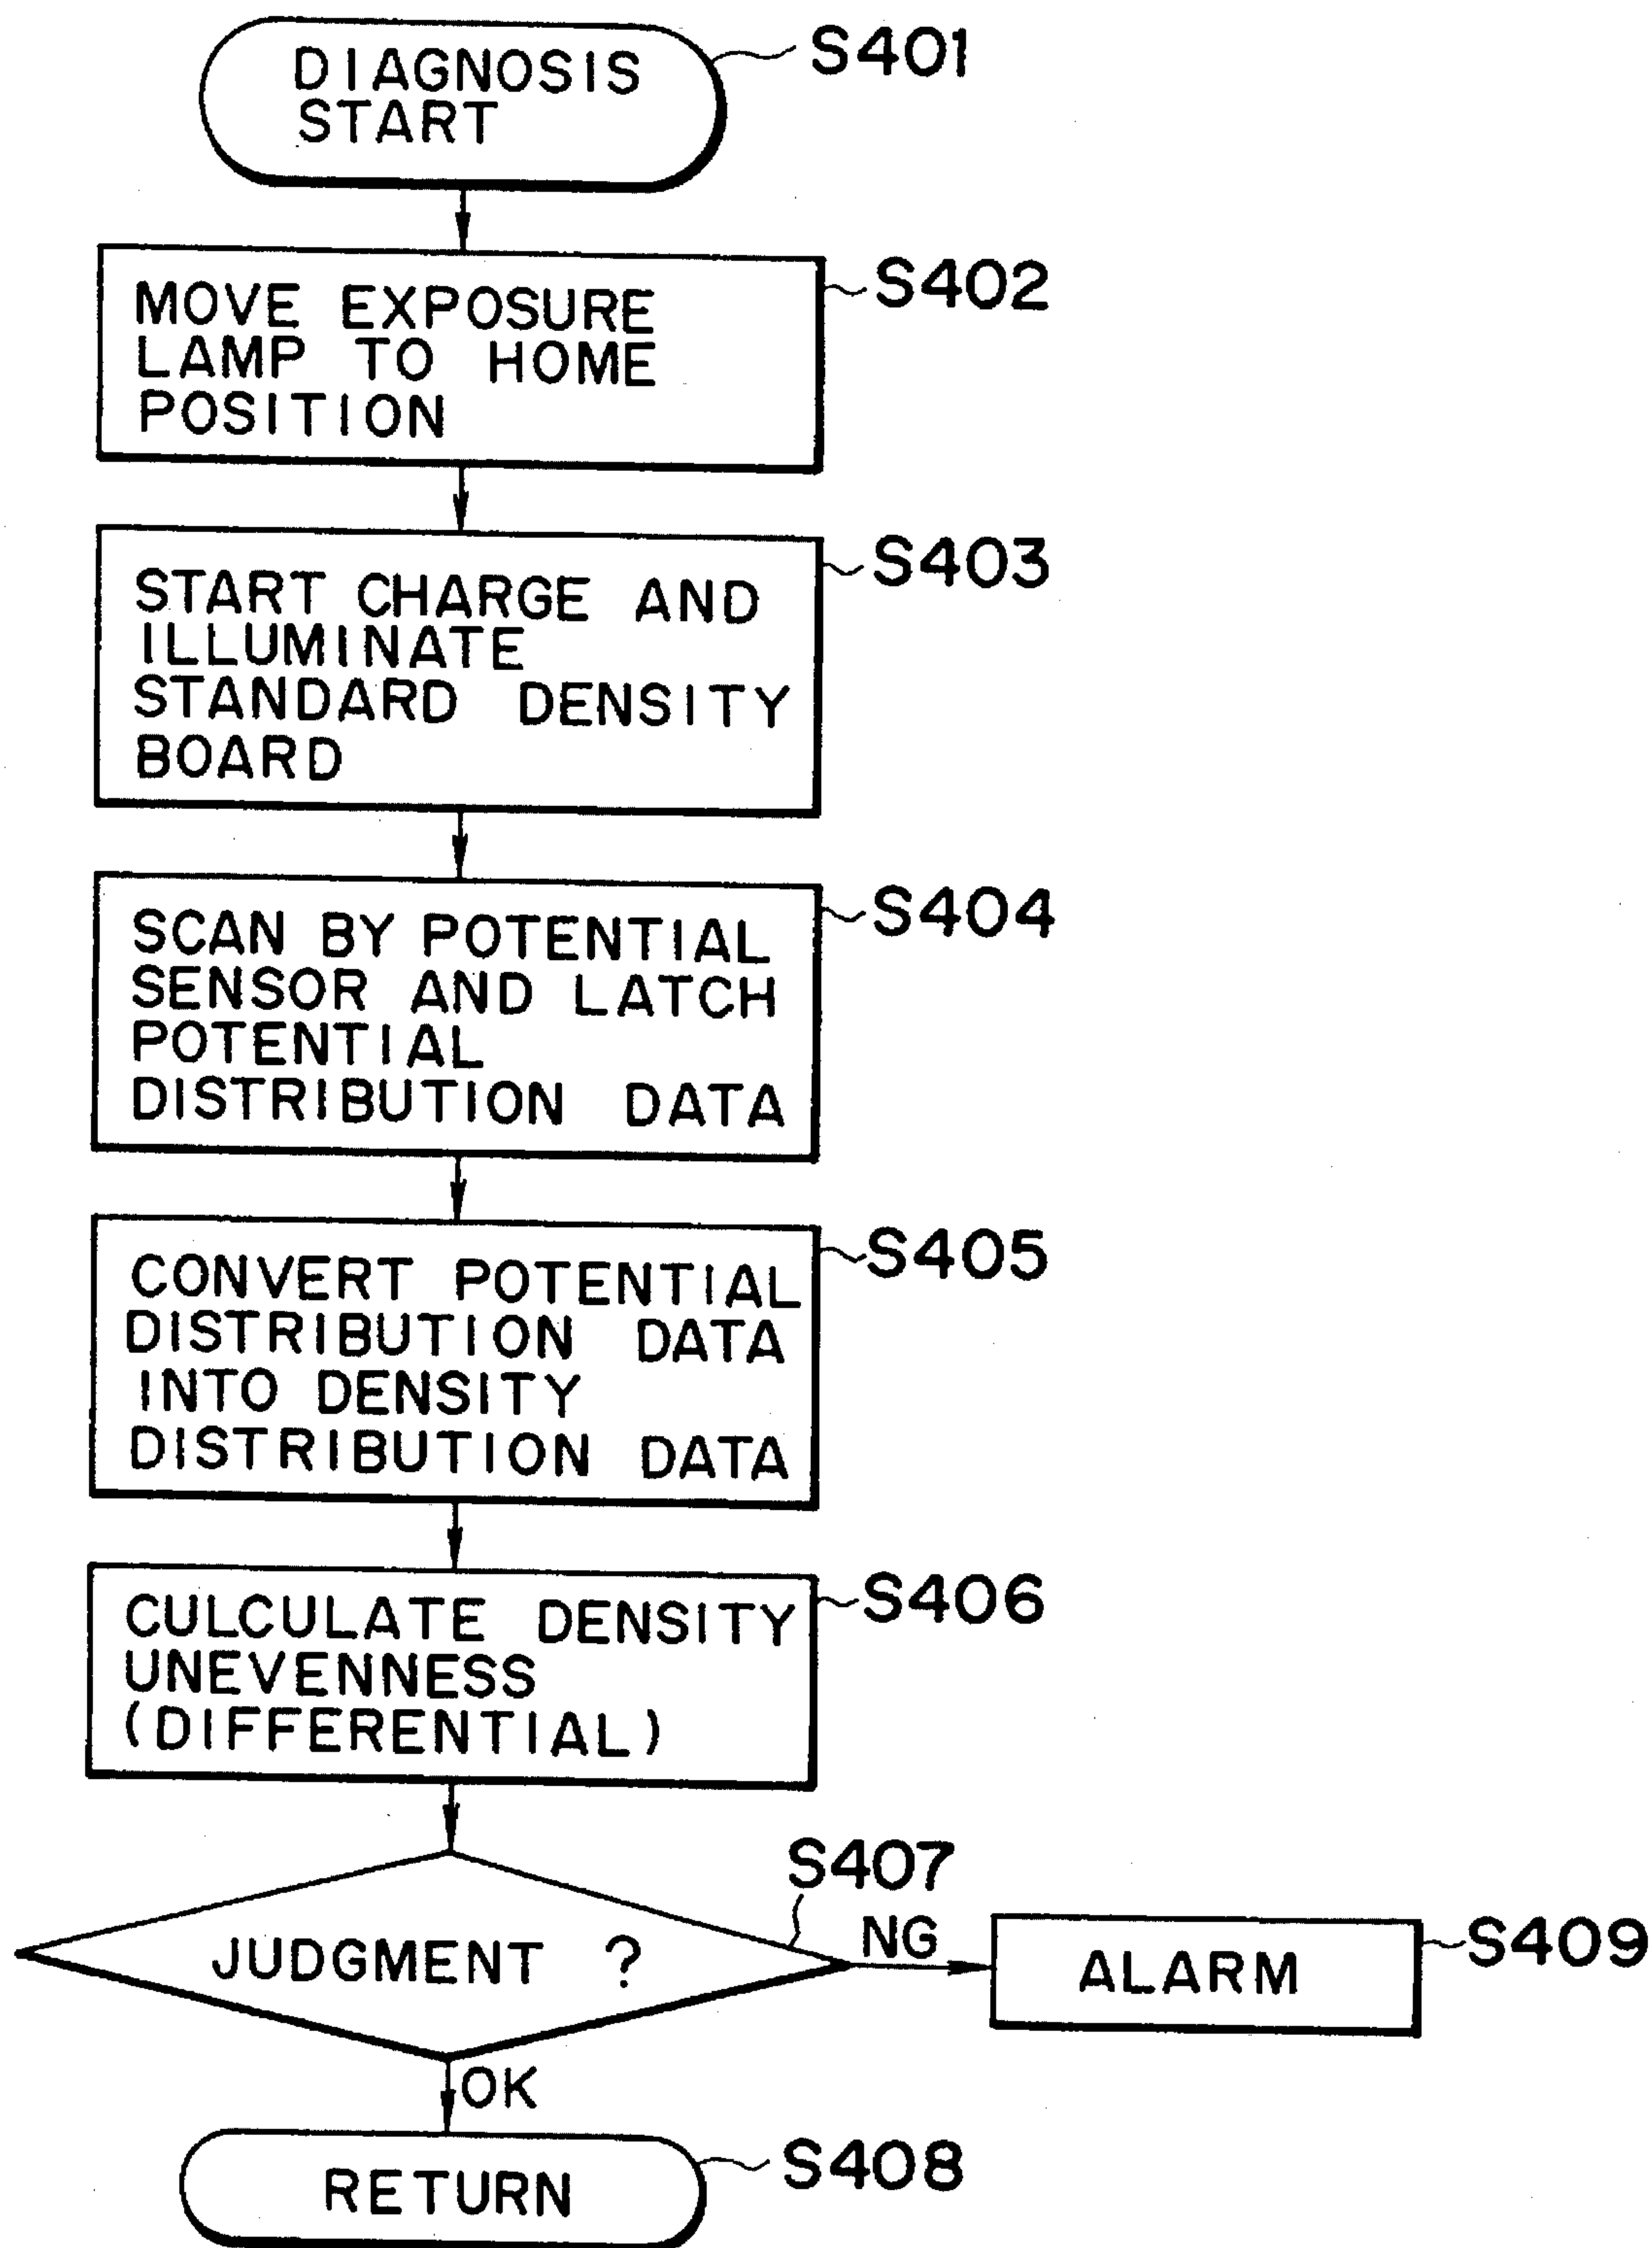 DIAGNOSIS
START
S401
MOVE EXPOSURE
LAMP TO HOME
POSITION
S402
START CHARGE AND
ILLUMINATE
STANDARD DENSITY
BOARD
S403
SCAN BY POTENTIAL
SENSOR AND LATCH
POTENTIAL
DISTRIBUTION DATA
S404
CONVERT POTENTIAL
DISTRIBUTION DATA
INTO DENSITY
DISTRIBUTION DATA
S405
CULCULATE DENSITY
UNEVENNESS
(DIFFERENTIAL)
S406
S407
JUDGMENT ?
NG
ALARM
S409
OK
RETURN
S408